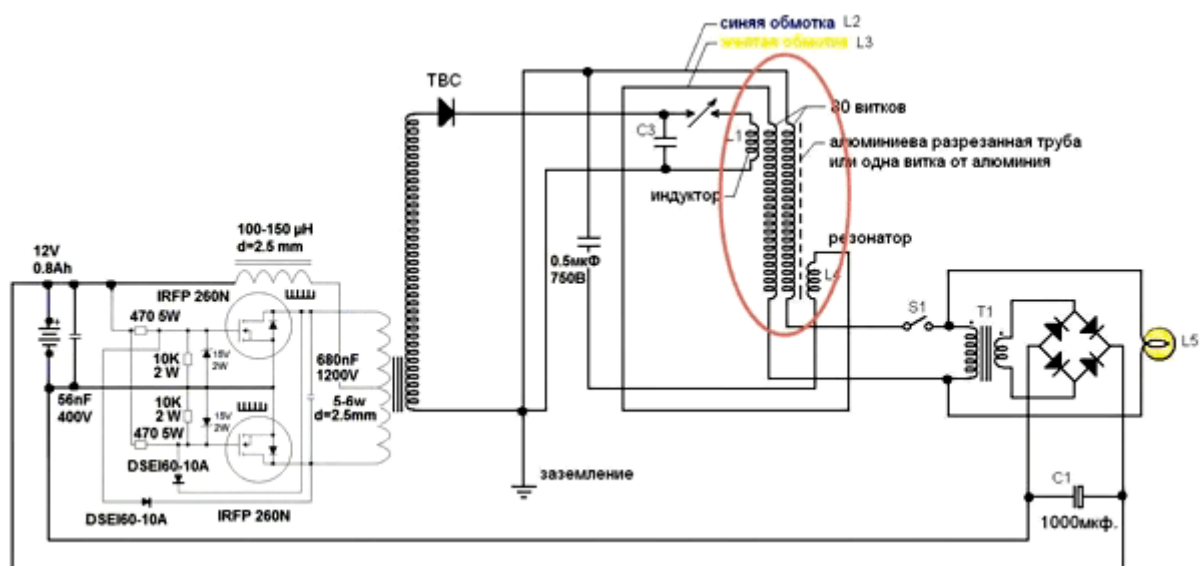 синяя обмотка L2
желтая обмотка L3
ТВС
C3
L1
80 витков
алюминиева разрезанная труба
или одна витка от алюминия
индуктор
резонатор
L4
0.5мкФ
750В
100-150 µH
d=2.5 mm
12V
0.8Ah
IRFP 260N
470 5W
15V
2W
10K
2 W
680nF
1200V
56nF
400V
10K
2 W
5-6w
d=2.5mm
15V
2W
470 5W
DSEI60-10A
DSEI60-10A
IRFP 260N
заземление
S1
T1
L5
C1
1000мкф.